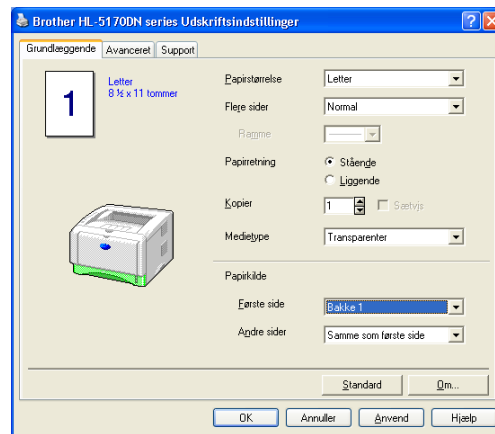 Brother HL-5170DN series Udskriftsindstillinger
Grundlæggende Avanceret Support
1
Letter
8 ½ x 11 tommer
Papirstørrelse Letter
Flere sider Normal
Ramme
Papirretning Stående
Liggende
Kopier 1 Sætvis
Medietype Transparenter
Papirkilde
Første side Bakke 1
Andre sider Samme som første side
Standard Om...
OK Annuller Anvend Hjælp